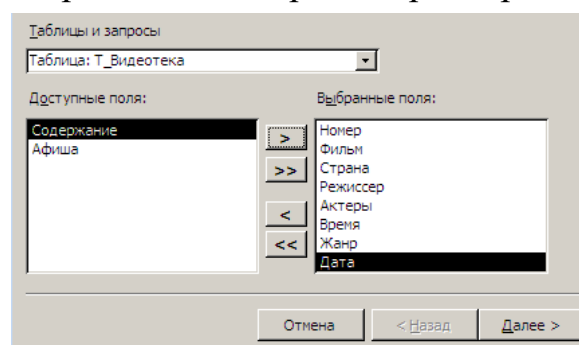 Таблицы и запросы
Таблица: Т_Видеотека
Доступные поля:
Выбранные поля:
Содержание
Афиша
>
>>
<
<<
Номер
Фильм
Страна
Режиссер
Актеры
Время
Жанр
Дата
Отмена
< Назад
Далее >